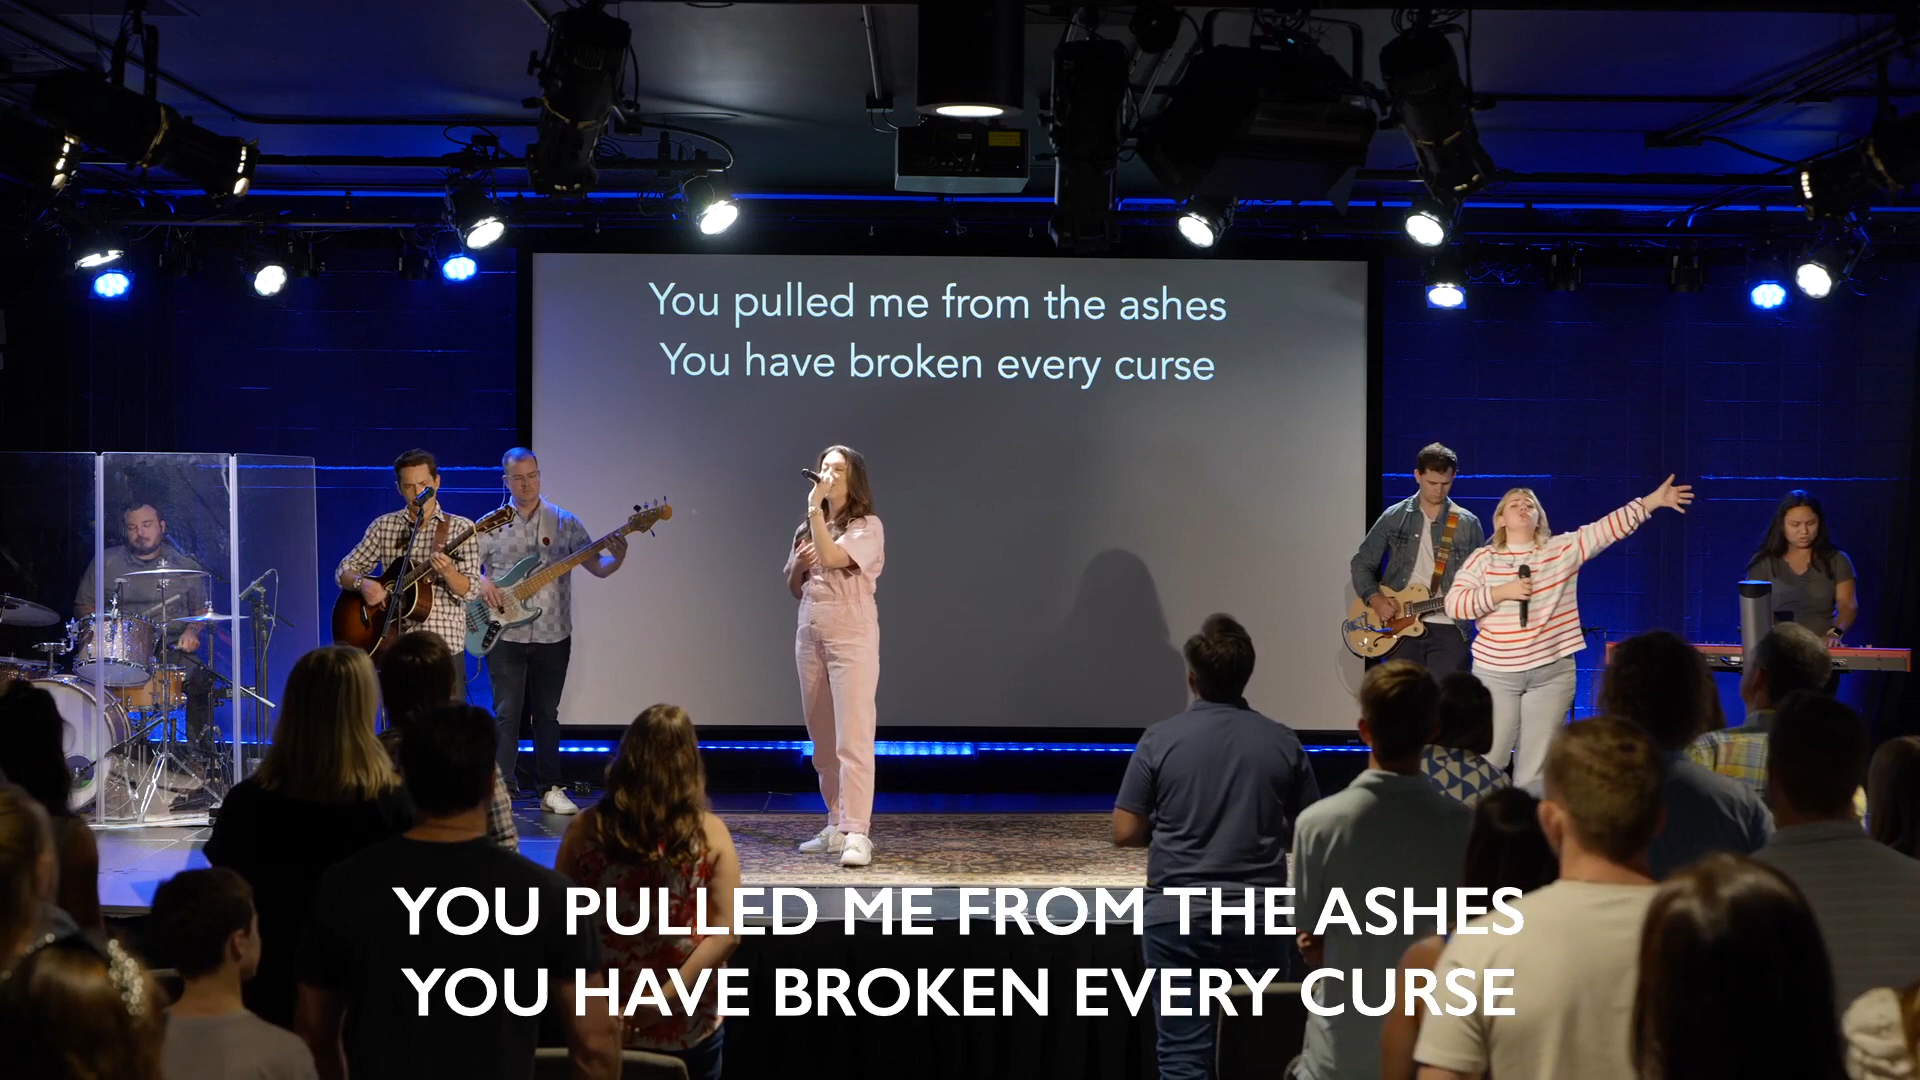 You pulled me from the ashes
You have broken every curse
YOU PULLED ME FROM THE ASHES
YOU HAVE BROKEN EVERY CURSE